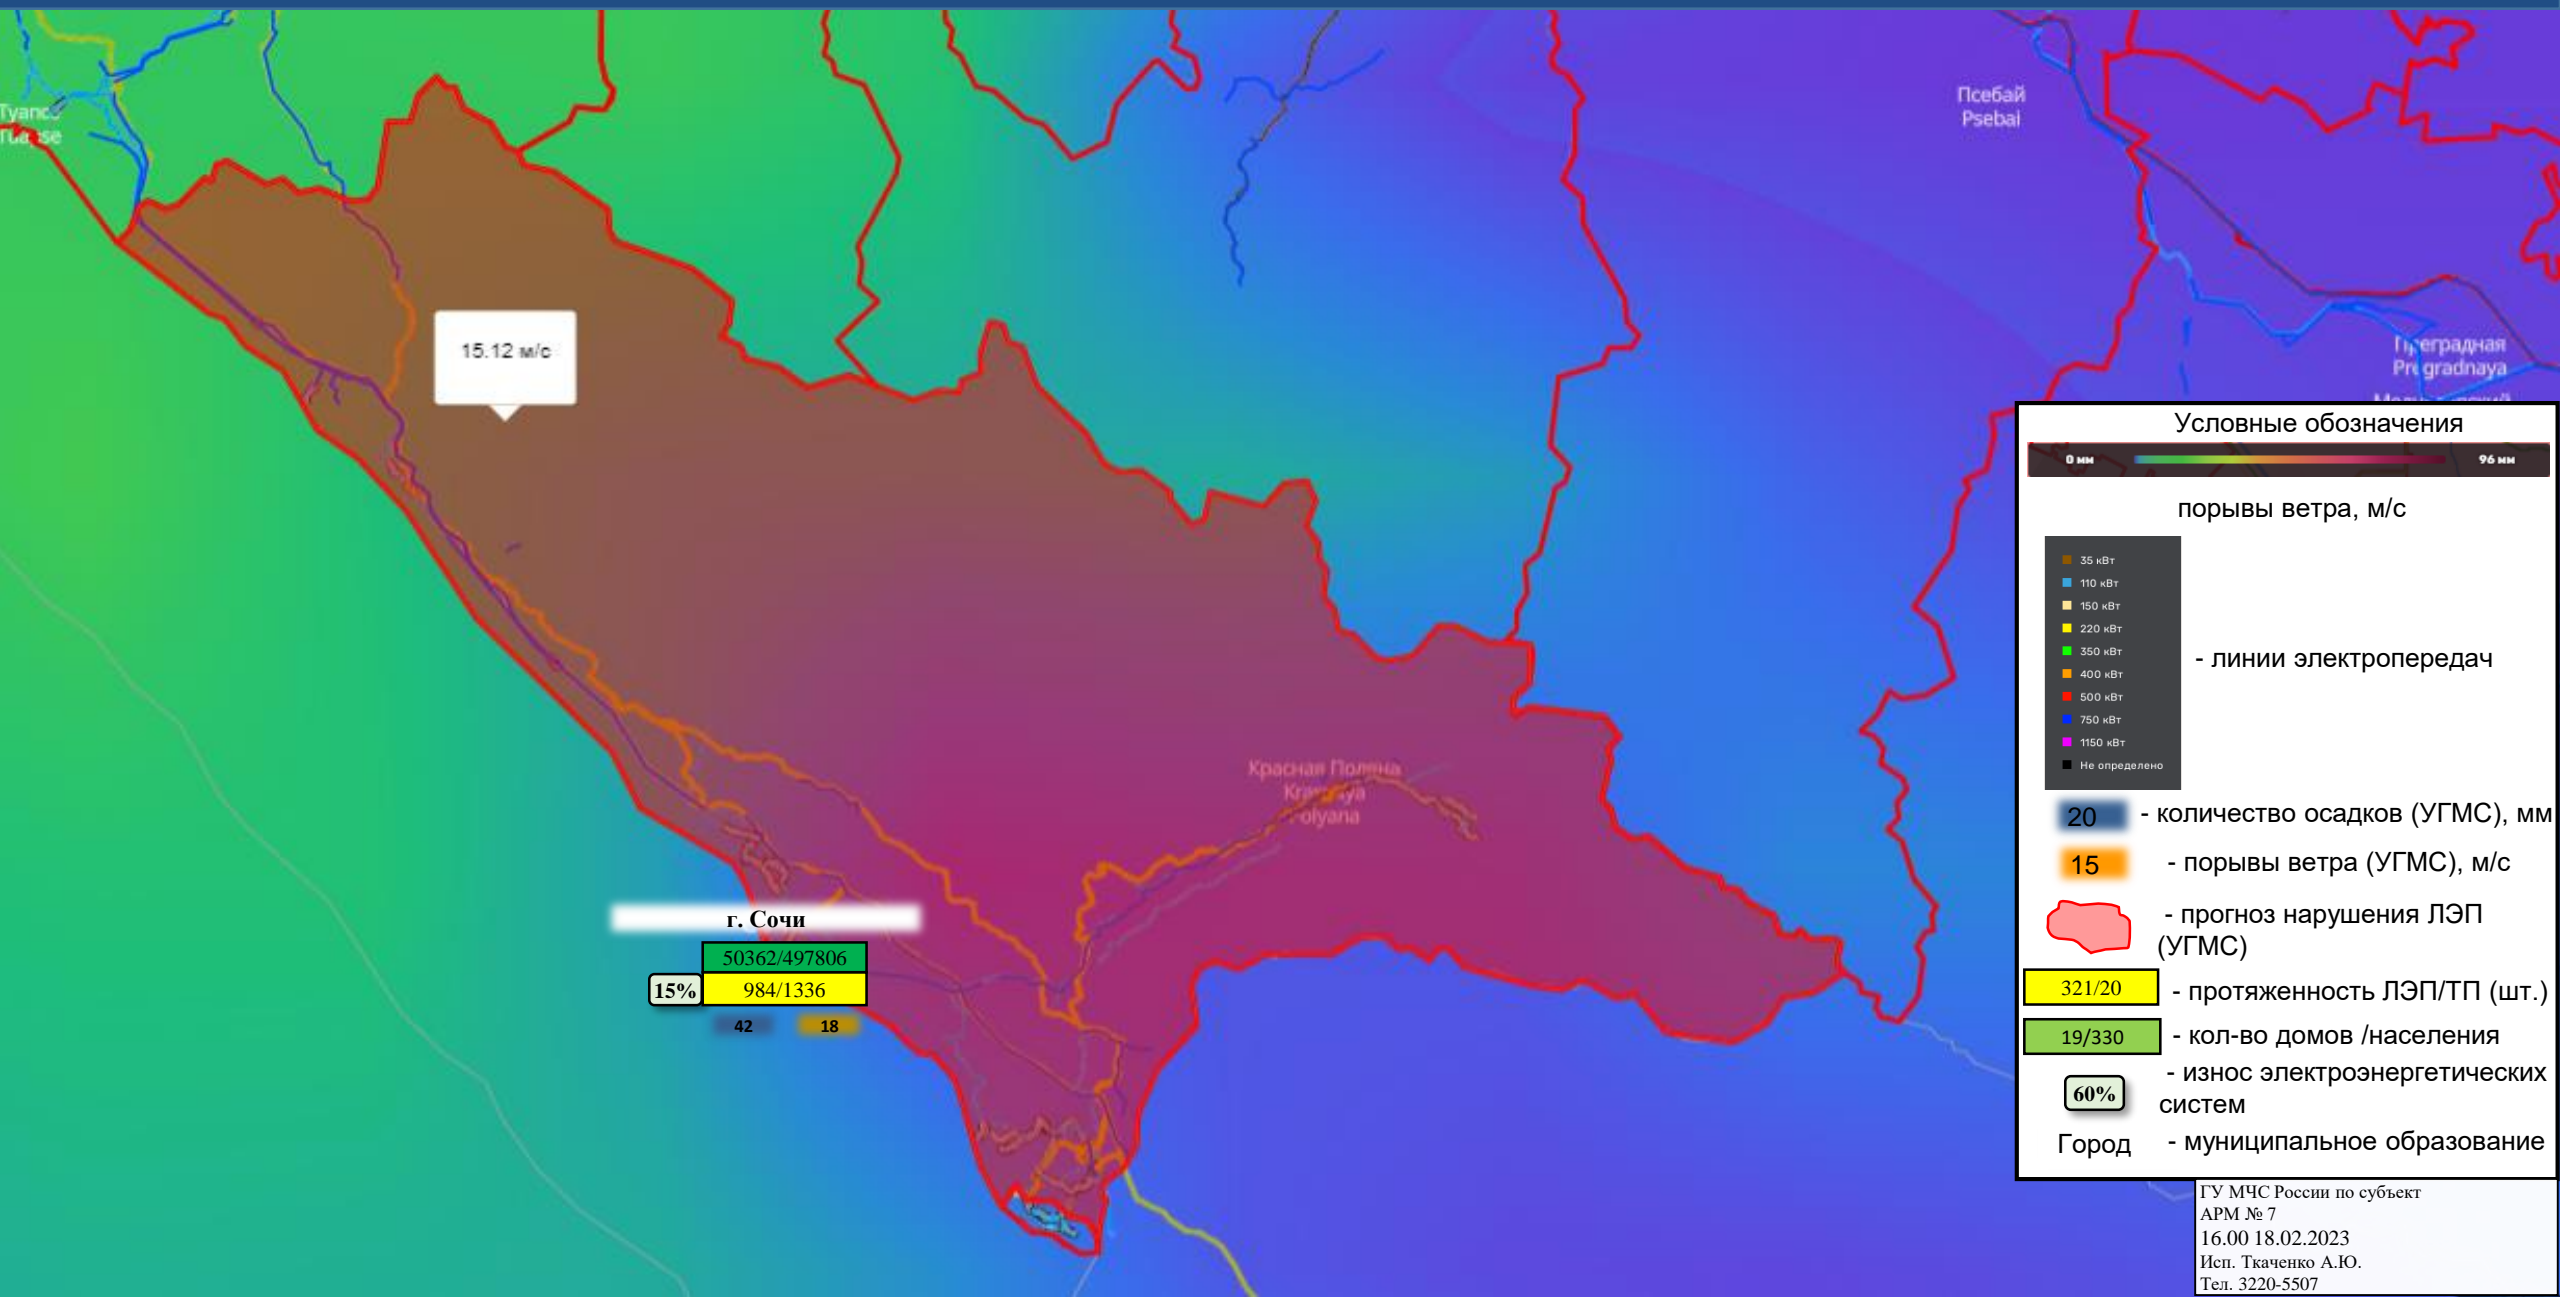 Псебай
Psebai
15.12 м/с
Преградная
Pregradnaya
Красная Поляна
г. Сочи
50362/497806
15% 984/1336
42 18
Условные обозначения
0 мм 96 мм
порывы ветра, м/с
35 кВт
110 кВт
150 кВт
220 кВт
350 кВт
400 кВт
500 кВт
750 кВт
1150 кВт
Не определено
- линии электропередач
20 - количество осадков (УГМС), мм
15 - порывы ветра (УГМС), м/с
- прогноз нарушения ЛЭП
(УГМС)
321/20 - протяженность ЛЭП/ТП (шт.)
19/330 - кол-во домов /населения
- износ электроэнергетических
60% систем
Город - муниципальное образование
ГУ МЧС России по субъект
АРМ № 7
16.00 18.02.2023
Исп. Ткаченко А.Ю.
Тел. 3220-5507